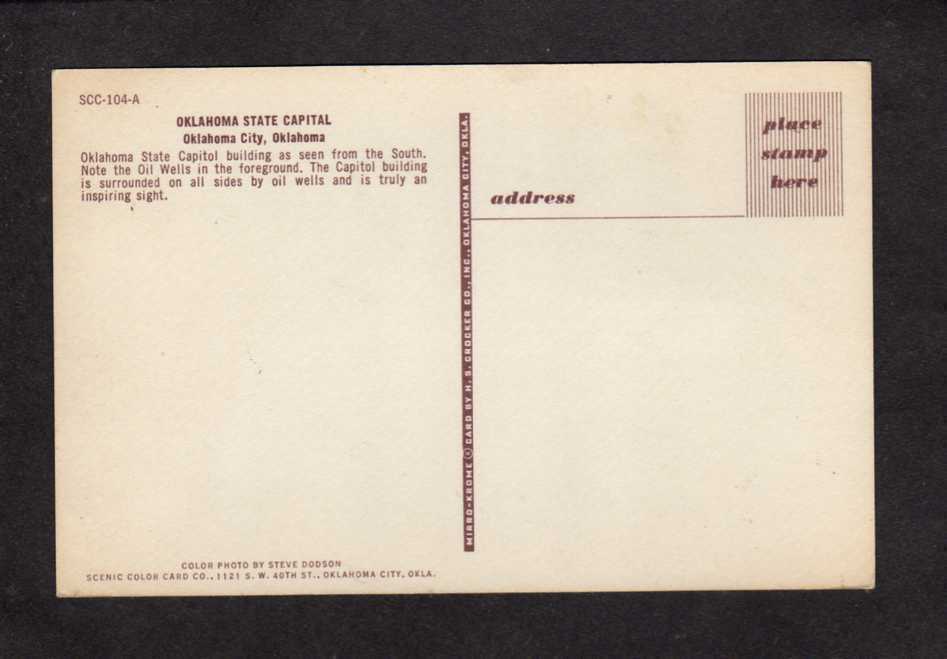 SCC-104-A
OKLAHOMA STATE CAPITAL
Oklahoma City, Oklahoma
Oklahoma State Capitol building as seen from the South.
Note the Oil Wells in the foreground. The Capitol building
is surrounded on all sides by oil wells and is truly an
inspiring sight.
COLOR PHOTO BY STEVE DODSON
SCENIC COLOR CARD CO., 1121 S. W. 40TH ST., OKLAHOMA CITY, OKLA.
MIRRO-KROME ® CARD BY H. S. CROCKER CO., INC., OKLAHOMA CITY, OKLA.
address
place
stamp
here